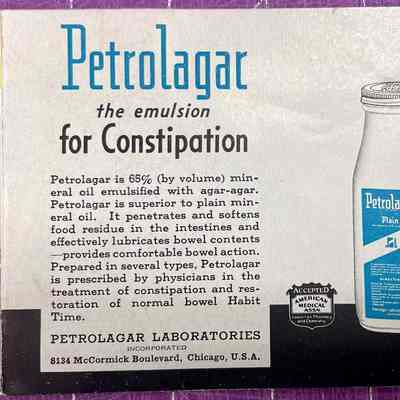 Petrolagar
the emulsion
for Constipation
Petrolagar is 65% (by volume) min-
eral oil emulsified with agar-agar.
Petrolagar is superior to plain min-
eral oil. It penetrates and softens
food residue in the intestines and
effectively lubricates bowel contents
—provides comfortable bowel action.
Prepared in several types, Petrolagar
is prescribed by physicians in the
treatment of constipation and res-
toration of normal bowel Habit
Time.
PETROLAGAR LABORATORIES
INCORPORATED
8134 McCormick Boulevard, Chicago, U.S.A.
ACCEPTED
AMERICAN
MEDICAL
ASSN.
Petrola
Plain